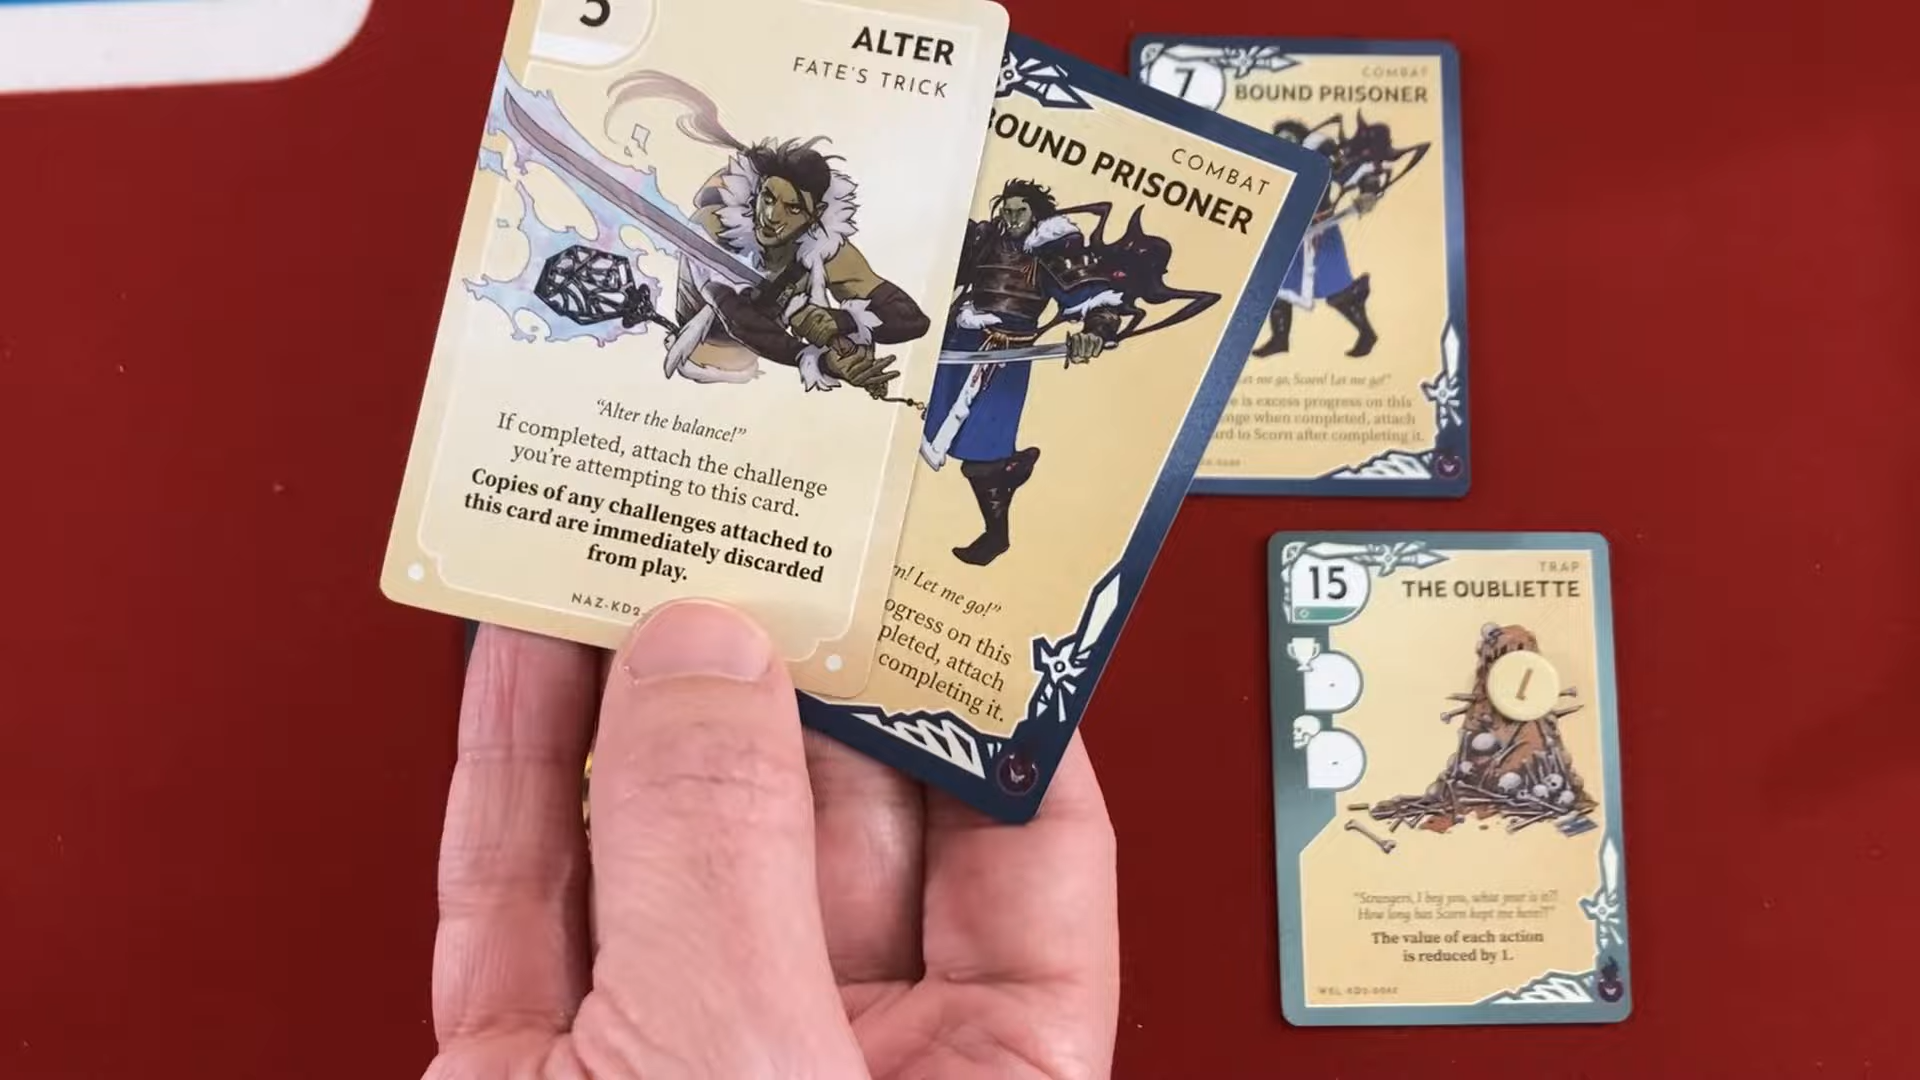 5
ALTER
FATE'S TRICK
"Alter the balance!"
If completed, attach the challenge
you're attempting to this card.
Copies of any challenges attached to
this card are immediately discarded
from play.
NAZ-KD2-
COMBAT
BOUND PRISONER
Let me go!"
on this
attach
completing it.
7
COMBAT
BOUND PRISONER
Let me go, Scorn! Let me go!"
is excess progress on this
when completed, attach
to Scorn after completing it.
15
TRAP
THE OUBLIETTE
1
"Strangers, I beg you, what year is it?!
How long has Scorn kept me here?!"
The value of each action
is reduced by 1.